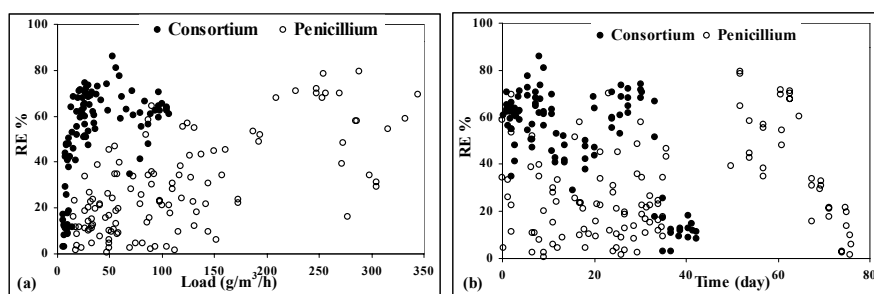 100
● Consortium ○ Penicillium
80
60
40
20
0
RE %
0 50 100 150 200 250 300 350
(a)
Load (g/m³/h)
100
● Consortium ○ Penicillium
80
60
40
20
0
RE %
0 20 40 60 80
(b)
Time (day)